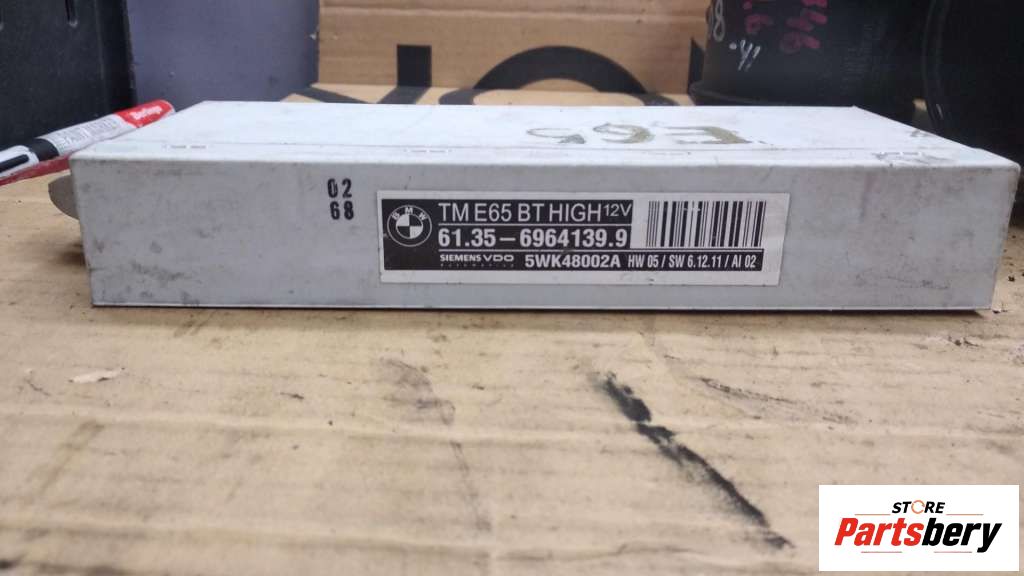 E65
02
68
BMW
TM E65 BT HIGH 12V
61.35-6964139.9
SIEMENS VDO
5WK48002A HW 05 / SW 6.12.11 / AI 02
STORE
Partsbery